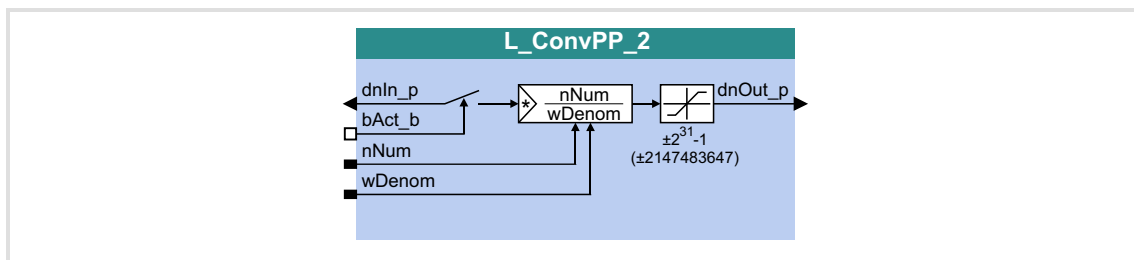 L_ConvPP_2
dnIn_p
bAct_b
nNum
wDenom
*
nNum
wDenom
dnOut_p
±2³¹-1
(±2147483647)